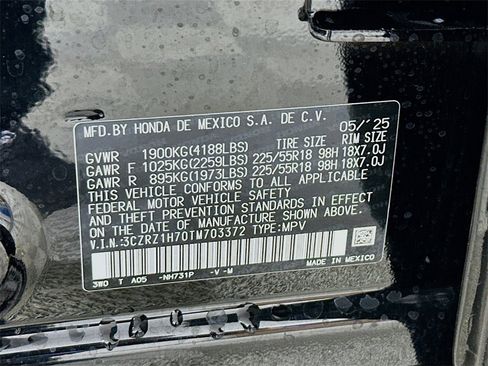 MFD.BY HONDA DE MEXICO S.A. DE C.V. 05/'25
TIRE SIZE RIM SIZE
GVWR 1900KG(4188LBS)
GAWR F 1025KG(2259LBS) 225/55R18 98H 18X7.0J
GAWR R 895KG(1973LBS) 225/55R18 98H 18X7.0J
THIS VEHICLE CONFORMS TO ALL APPLICABLE
FEDERAL MOTOR VEHICLE SAFETY
AND THEFT PREVENTION STANDARDS IN EFFECT
ON THE DATE OF MANUFACTURE SHOWN ABOVE.
V.I.N.:3CZRZ1H70TM703372 TYPE:MPV
3W0 T A05 -NH731P -V -M
MADE IN MEXICO